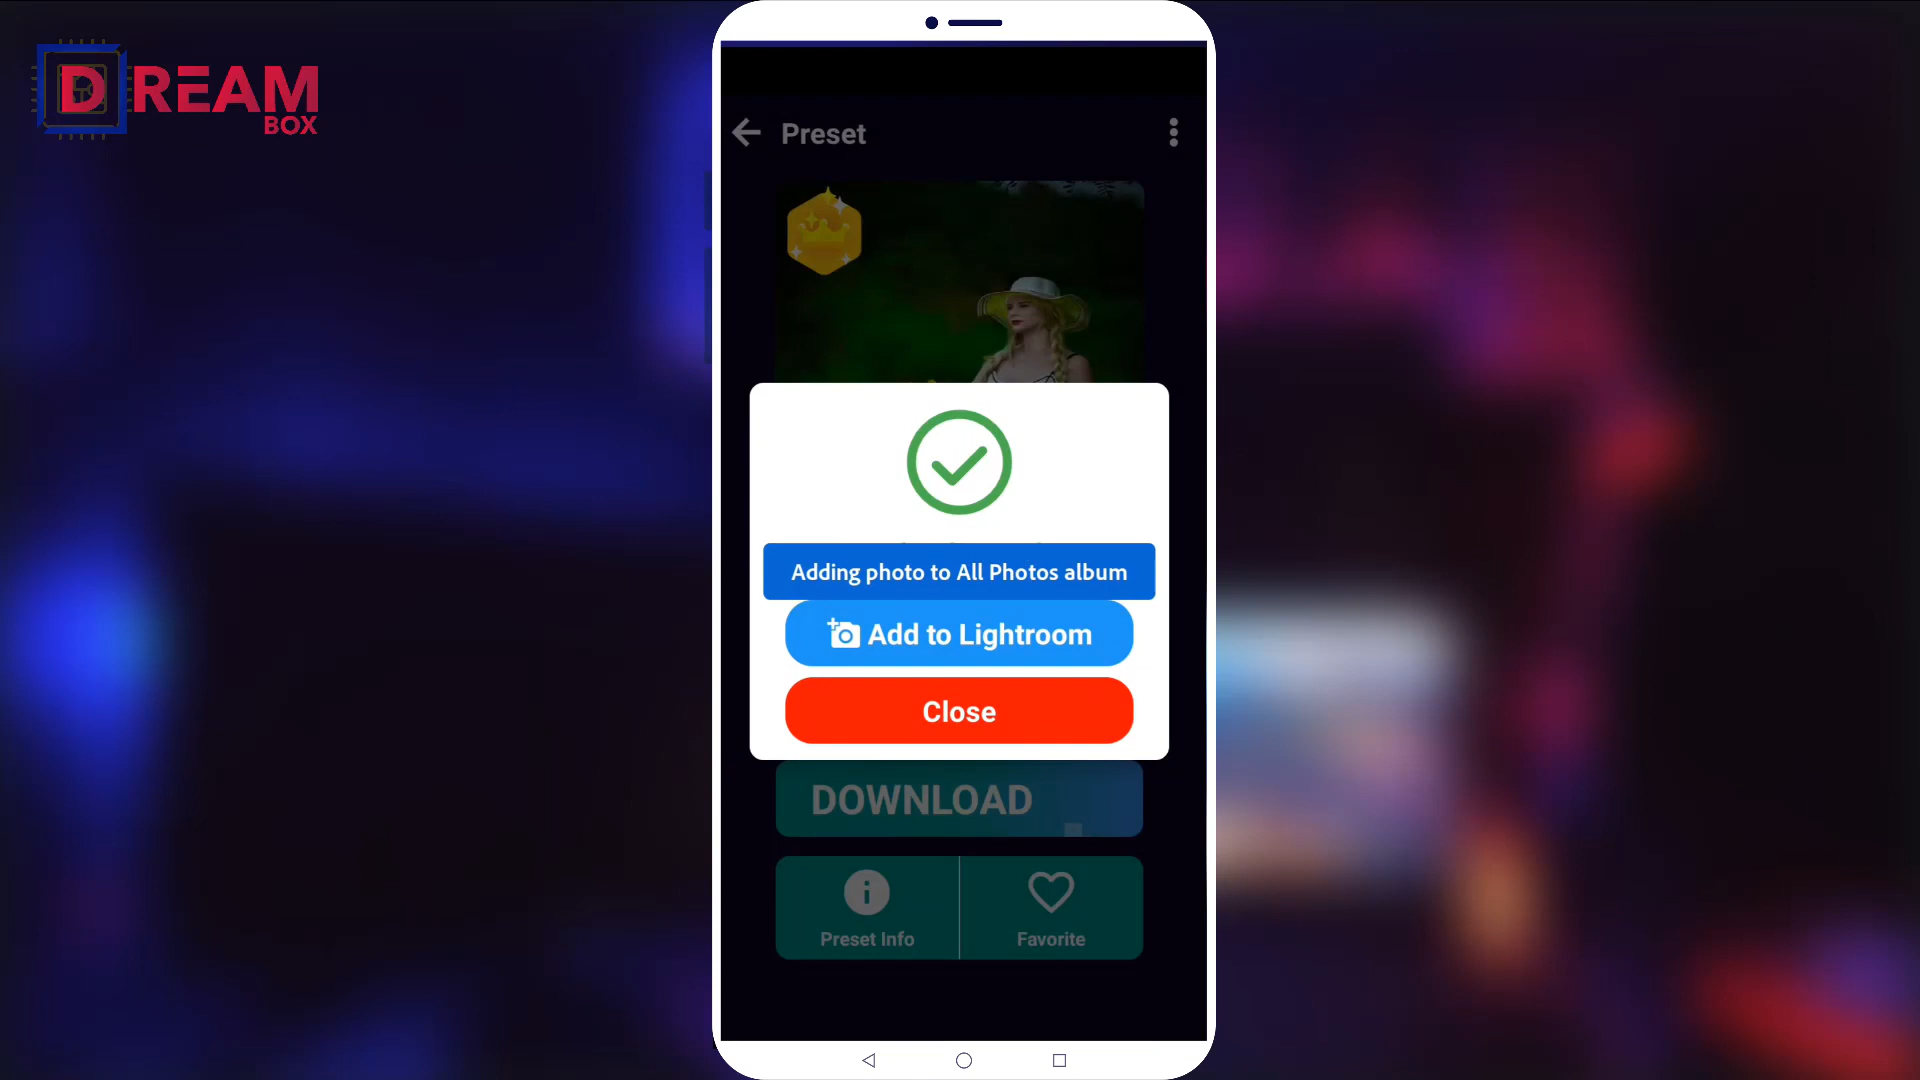 DREAM
BOX
Preset
Adding photo to All Photos album
Add to Lightroom
Close
DOWNLOAD
Preset Info
Favorite